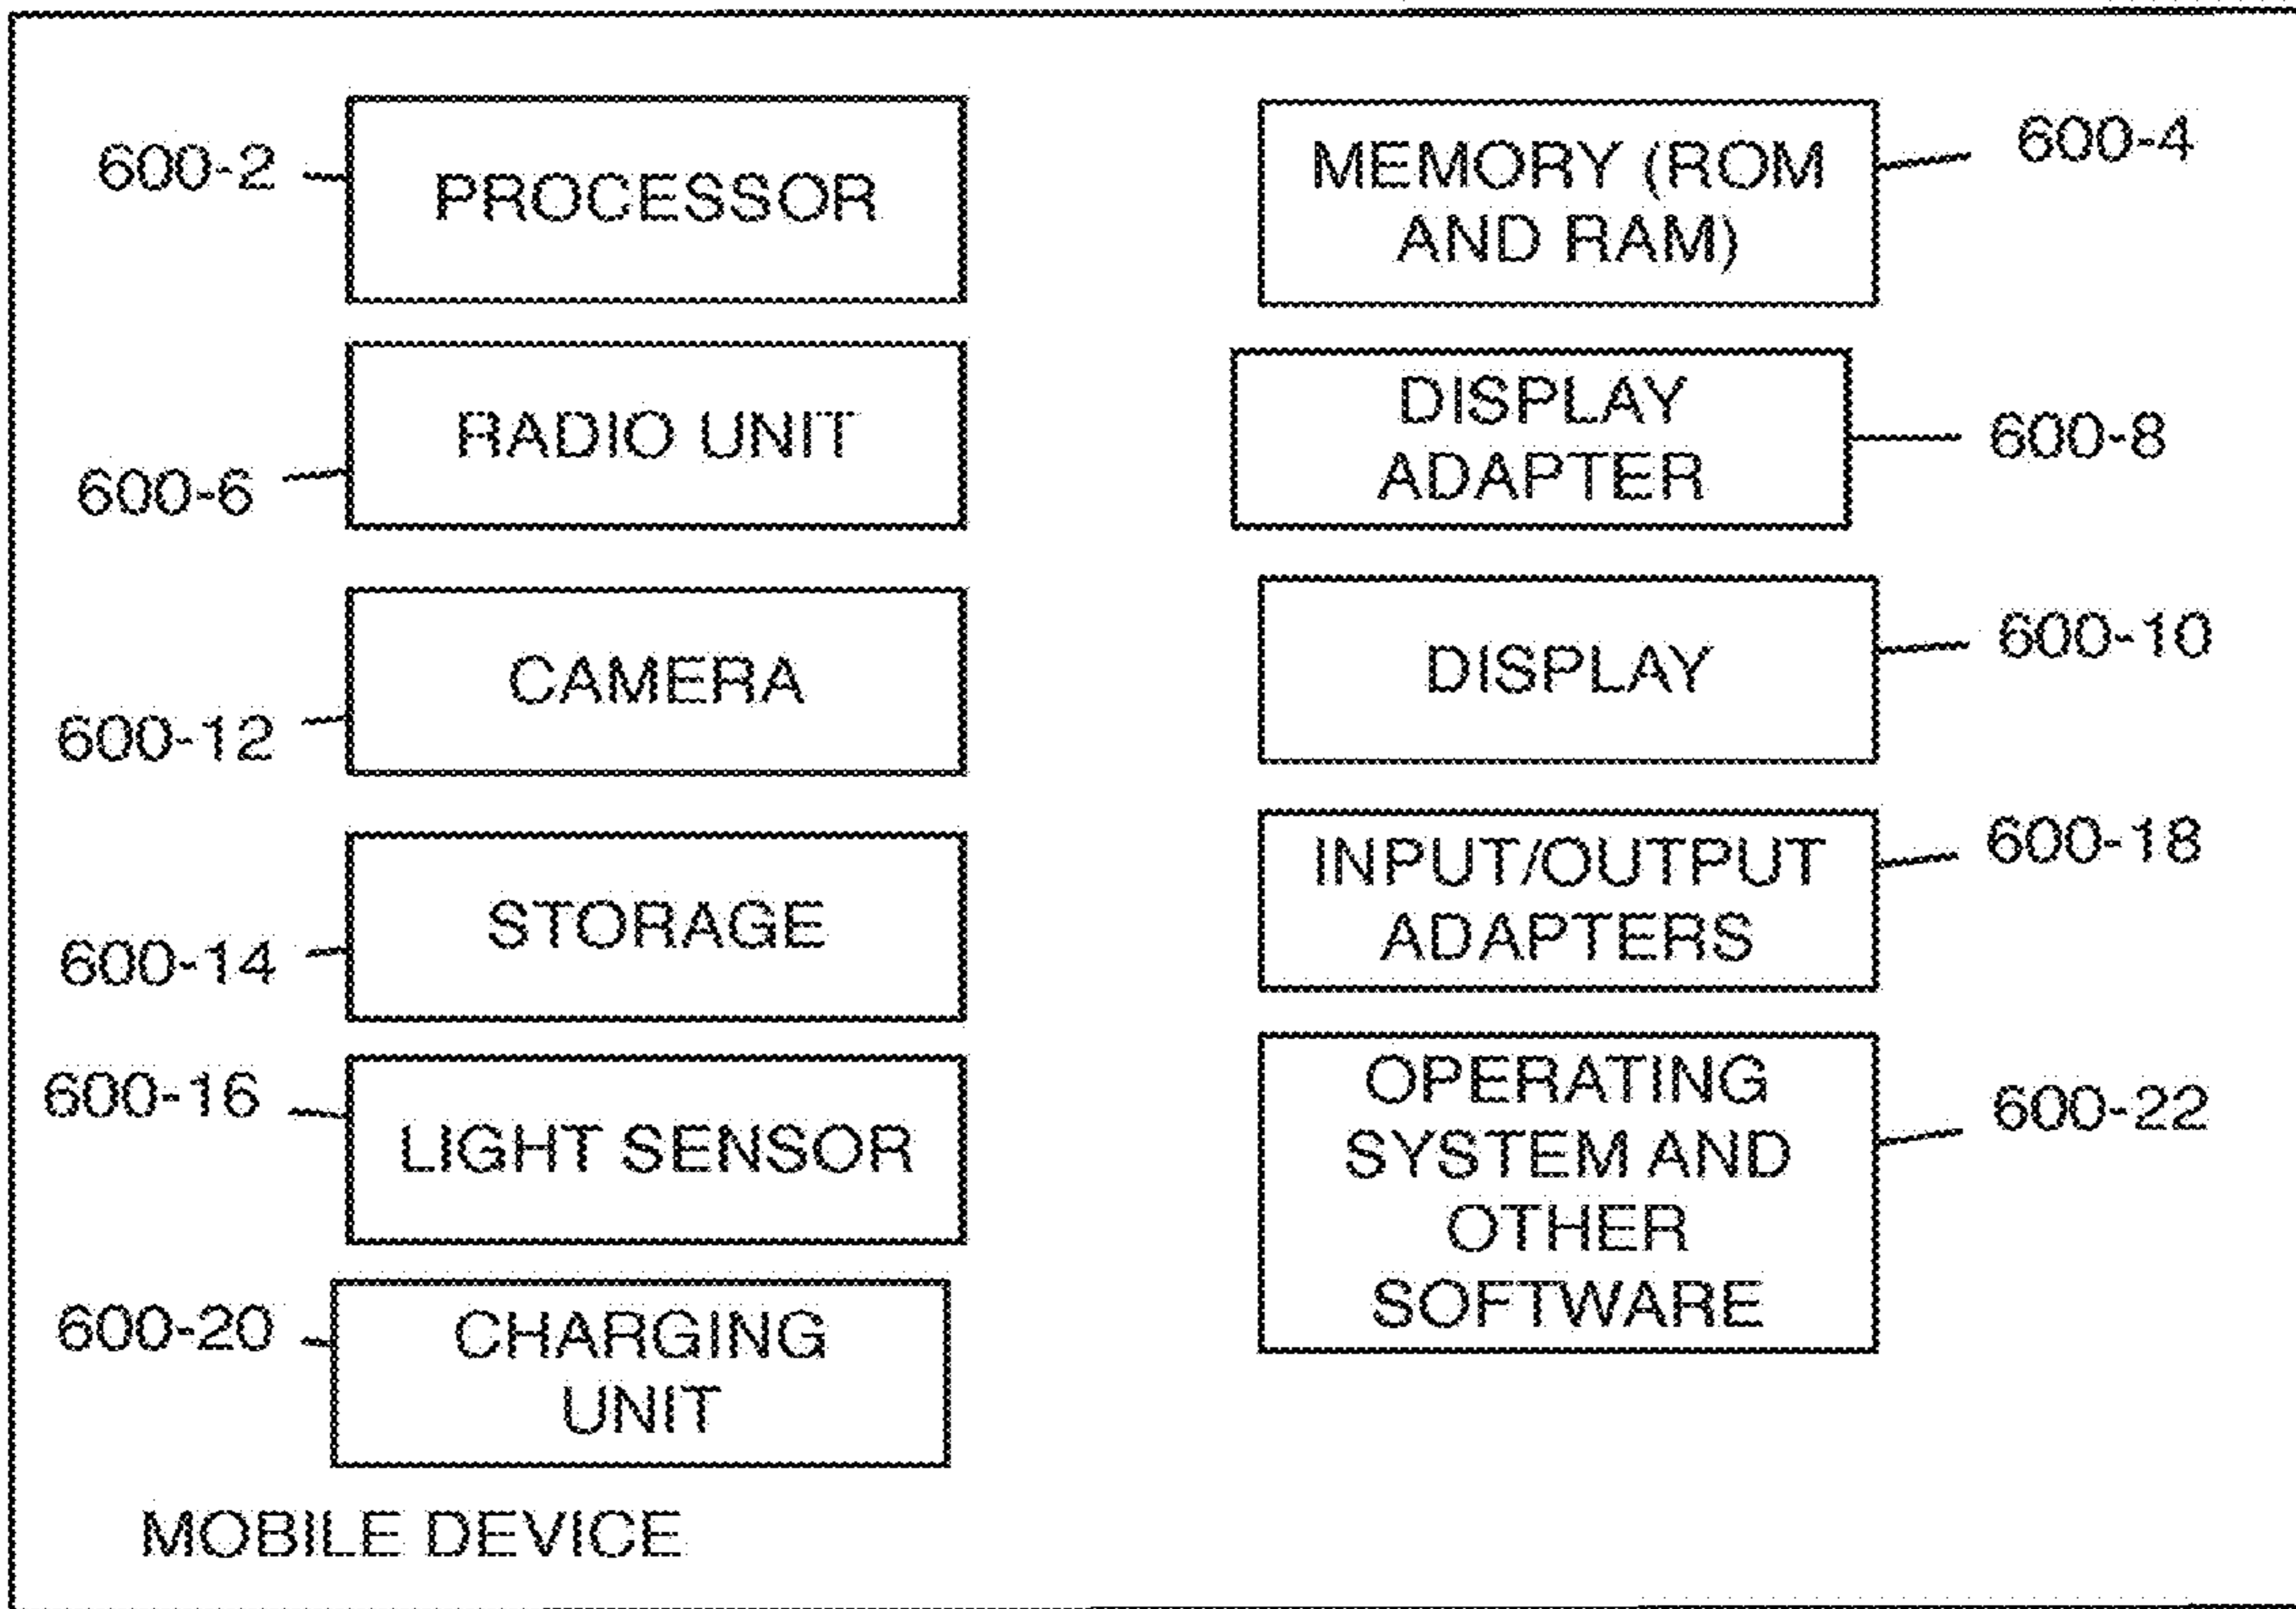 600-2
PROCESSOR
MEMORY (ROM
AND RAM)
600-4
RADIO UNIT
600-6
DISPLAY
ADAPTER
600-8
CAMERA
600-12
DISPLAY
600-10
STORAGE
600-14
INPUT/OUTPUT
ADAPTERS
600-18
600-16
LIGHT SENSOR
OPERATING
SYSTEM AND
OTHER
SOFTWARE
600-22
600-20
CHARGING
UNIT
MOBILE DEVICE